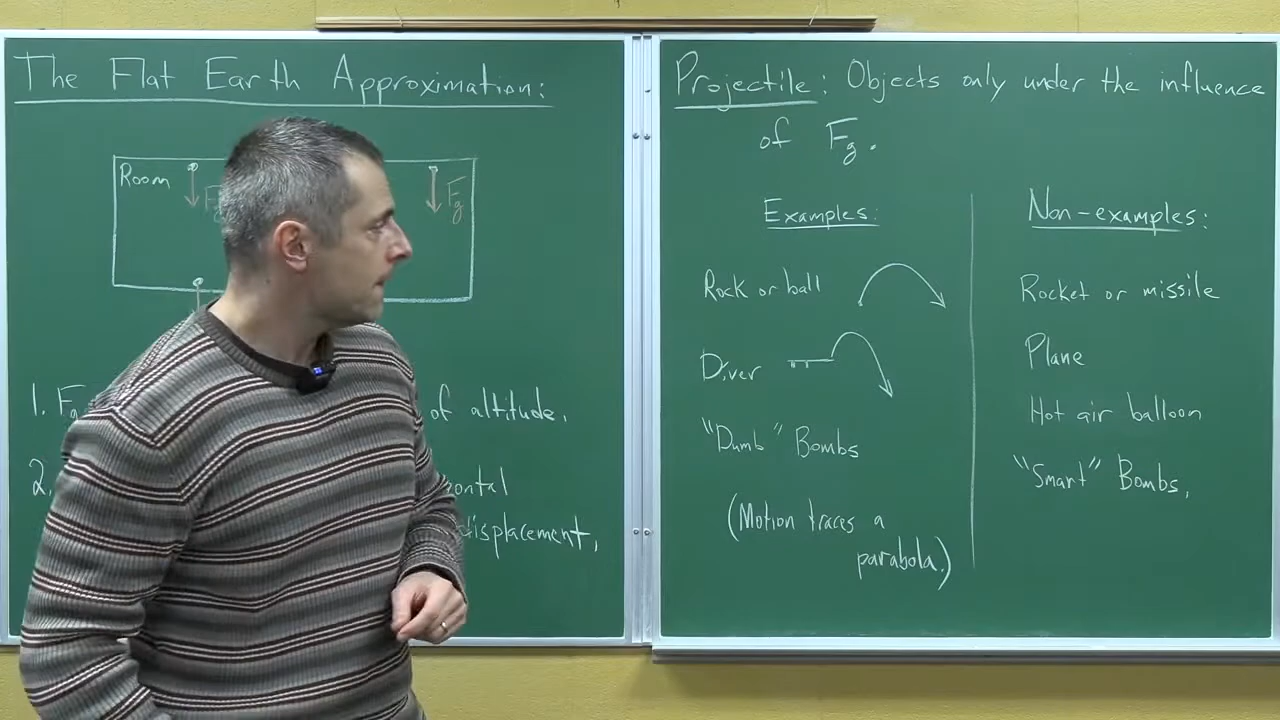 The Flat Earth Approximation:
Room
Fg
1. F
of altitude.
2.
displacement.
Projectile: Objects only under the influence
of Fg.
Examples:
Rock or ball
Diver
"Dumb" Bombs
(Motion traces a
parabola.)
Non-examples:
Rocket or missile
Plane
Hot air balloon
"Smart" Bombs.